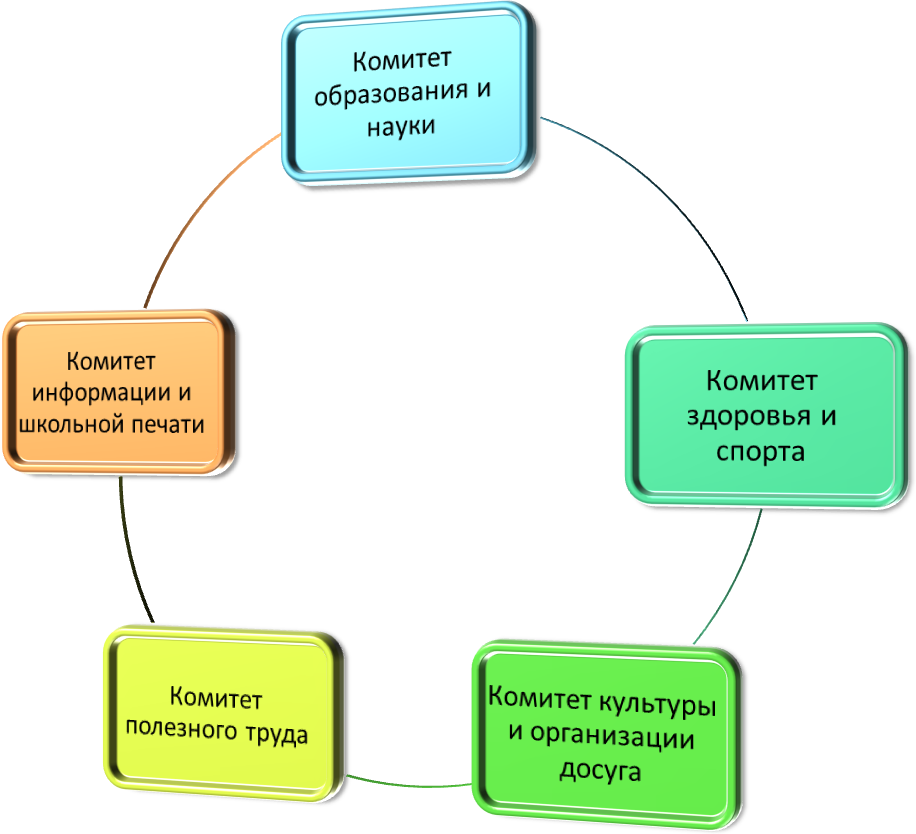 Комитет
образования и
науки
Комитет
здоровья и
спорта
Комитет культуры
и организации
досуга
Комитет
полезного труда
Комитет
информации и
школьной печати